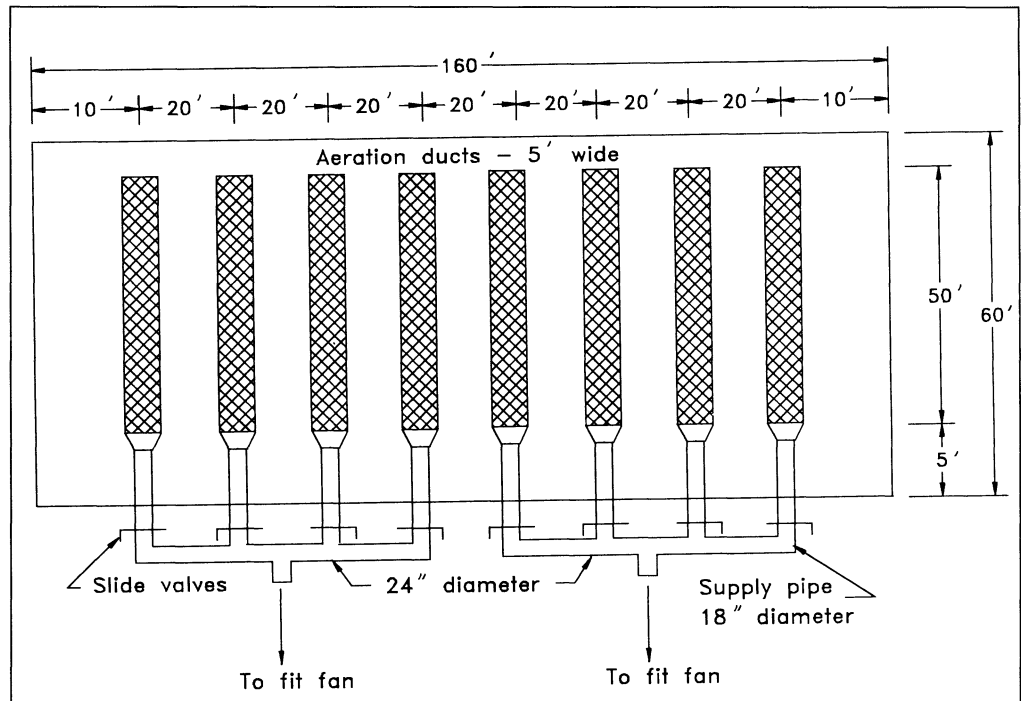 160'
10' 20' 20' 20' 20' 20' 20' 20' 10'
Aeration ducts – 5' wide
50'
60'
5'
Slide valves
24" diameter
Supply pipe
18" diameter
To fit fan
To fit fan